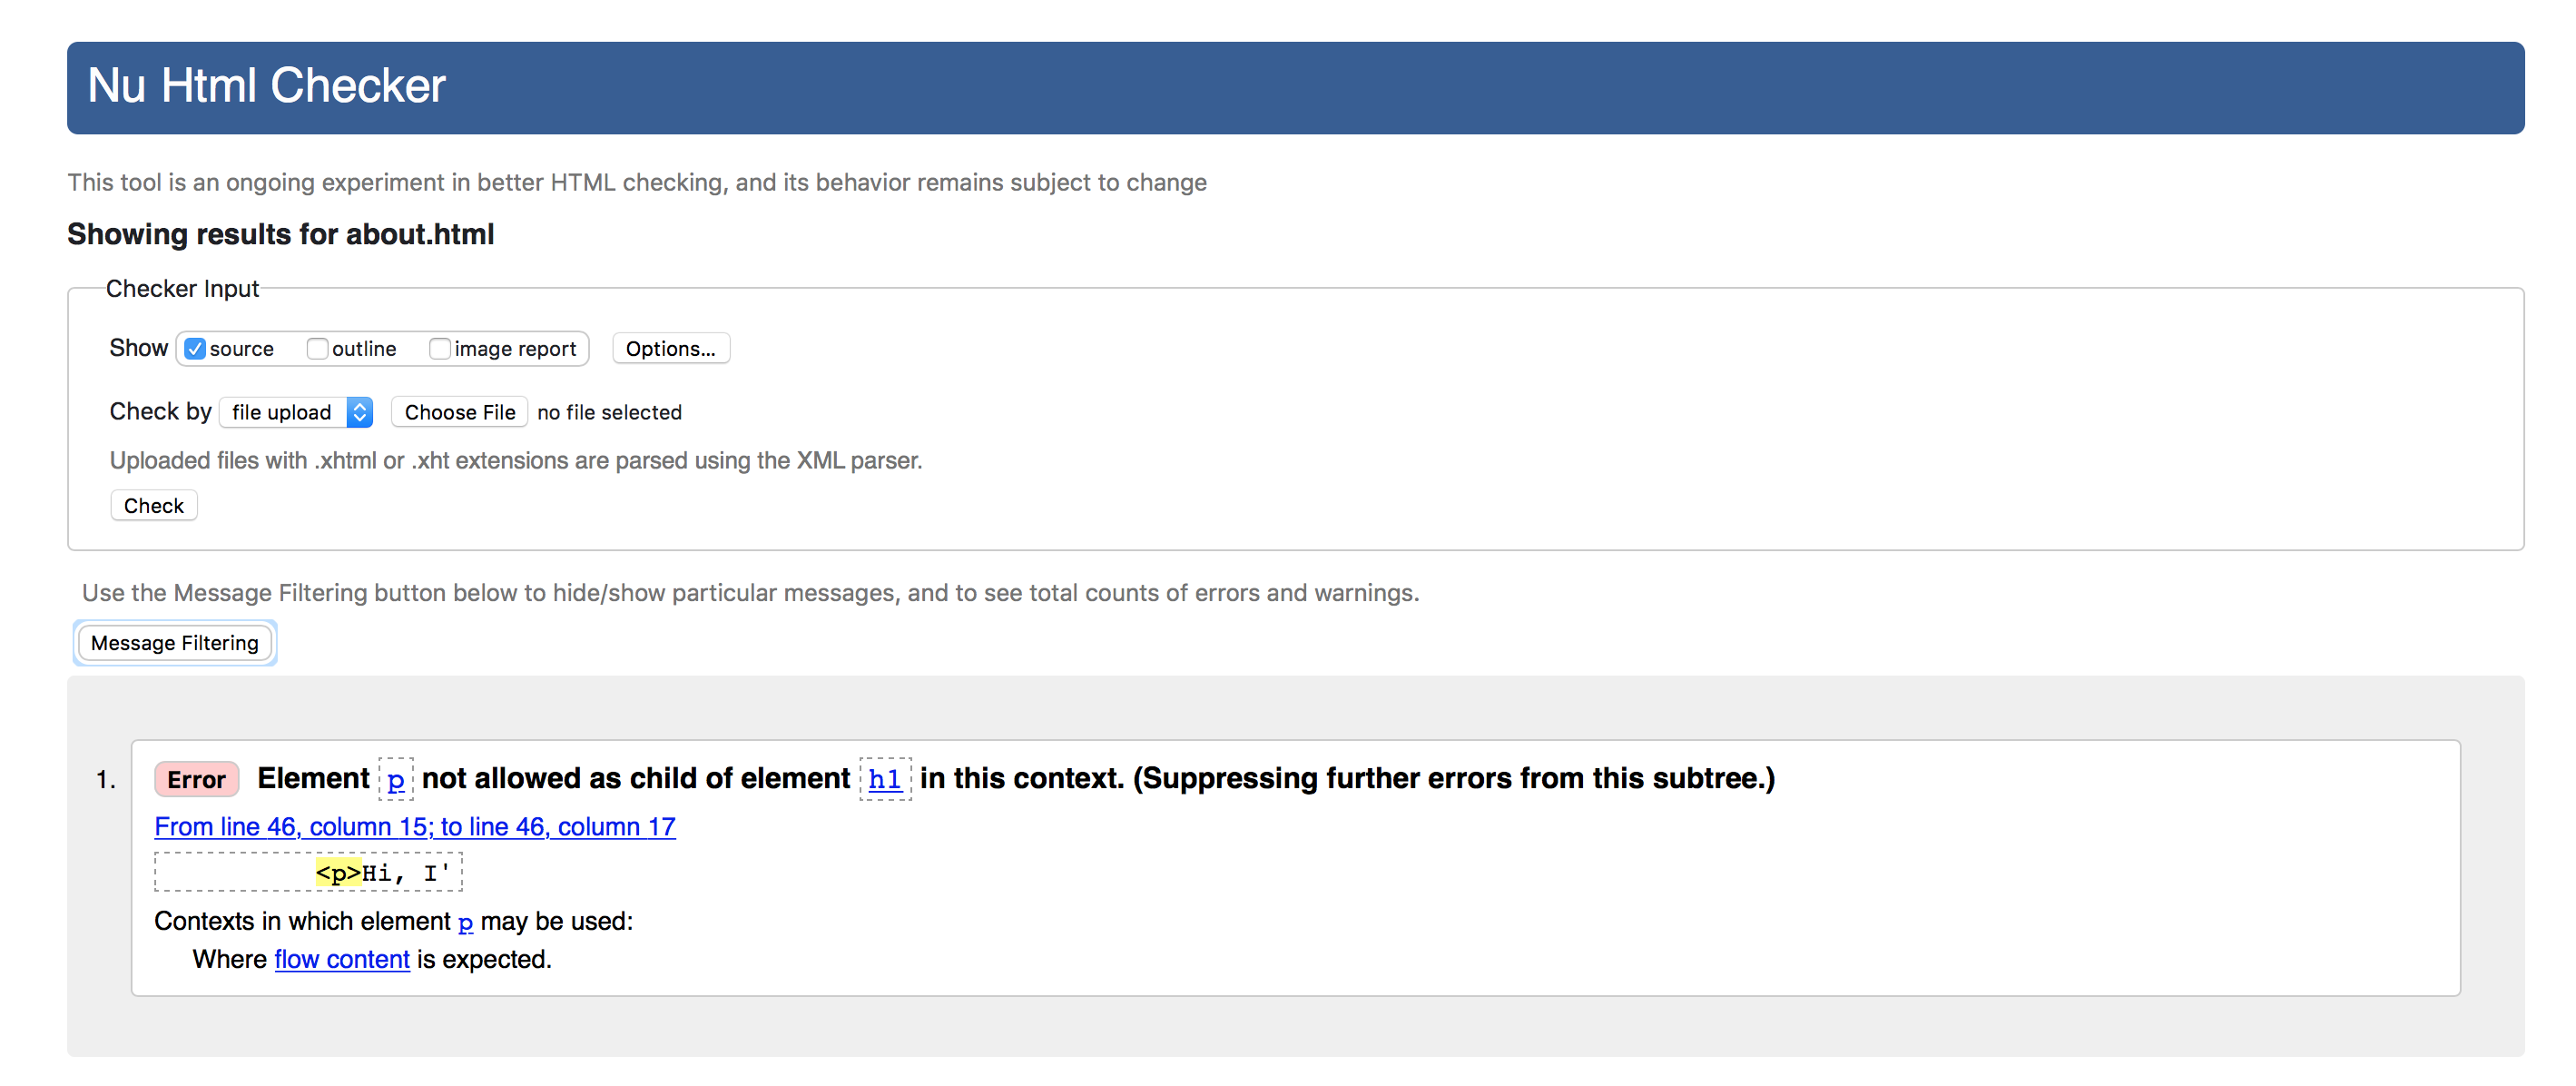 Nu Html Checker
This tool is an ongoing experiment in better HTML checking, and its behavior remains subject to change
Showing results for about.html
Checker Input
Show source outline image report Options...
Check by file upload Choose File no file selected
Uploaded files with .xhtml or .xht extensions are parsed using the XML parser.
Check
Use the Message Filtering button below to hide/show particular messages, and to see total counts of errors and warnings.
Message Filtering
1. Error Element p not allowed as child of element h1 in this context. (Suppressing further errors from this subtree.)
From line 46, column 15; to line 46, column 17
<p>Hi, I'
Contexts in which element p may be used:
Where flow content is expected.